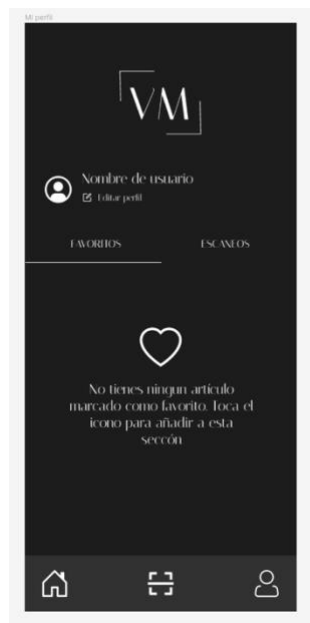 Mi perfil
VM
Nombre de usuario
Editar perfil
FAVORITOS ESCANEOS
No tienes ningun artículo
marcado como favorito. Toca el
icono para añadir a esta
seccón